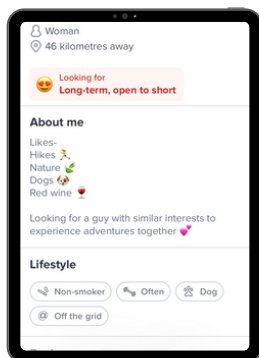 Woman
46 kilometres away
Looking for
Long-term, open to short
About me
Likes-
Hikes
Nature
Dogs
Red wine
Looking for a guy with similar interests to
experience adventures together
Lifestyle
Non-smoker Often Dog
@ Off the grid